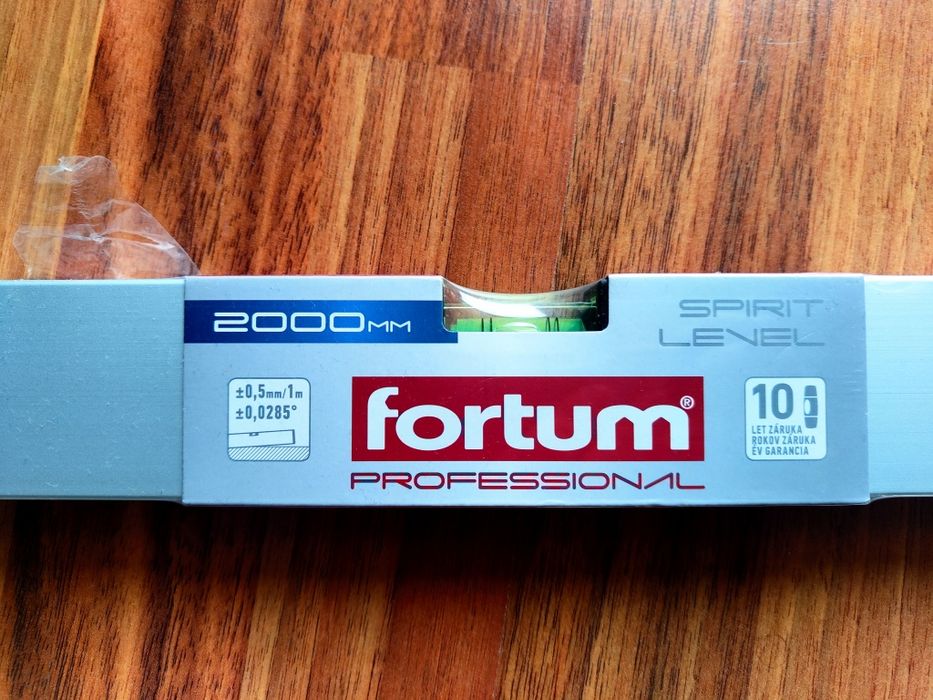 2000MM
SPIRIT
LEVEL
±0,5mm/1m
±0,0285°
fortum®
PROFESSIONAL
10
LET ZÁRUKA
ROKOV ZÁRUKA
ÉV GARANCIA